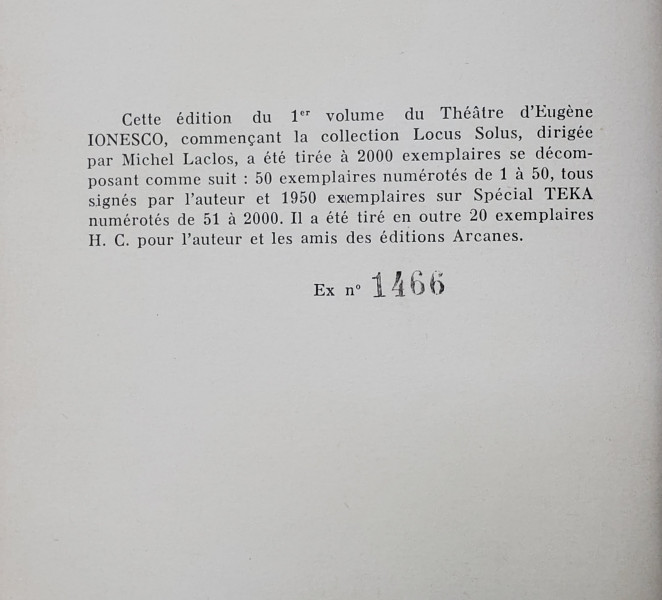 Cette édition du 1er volume du Théâtre d'Eugène
IONESCO, commençant la collection Locus Solus, dirigée
par Michel Laclos, a été tirée à 2000 exemplaires se décom-
posant comme suit : 50 exemplaires numérotés de 1 à 50, tous
signés par l'auteur et 1950 exemplaires sur Spécial TEKA
numérotés de 51 à 2000. Il a été tiré en outre 20 exemplaires
H. C. pour l'auteur et les amis des éditions Arcanes.
Ex n° 1466